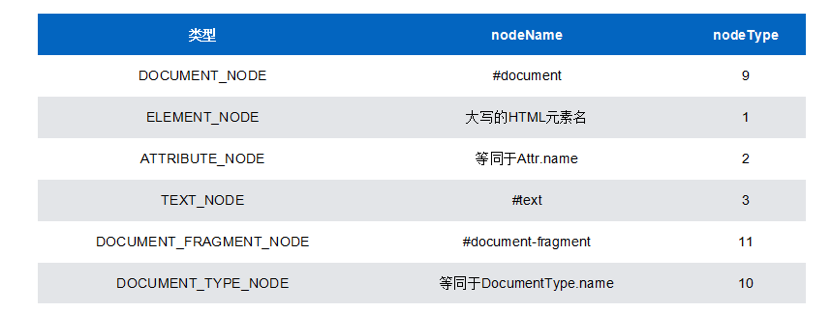 类型 nodeName nodeType
DOCUMENT_NODE #document 9
ELEMENT_NODE 大写的HTML元素名 1
ATTRIBUTE_NODE 等同于Attr.name 2
TEXT_NODE #text 3
DOCUMENT_FRAGMENT_NODE #document-fragment 11
DOCUMENT_TYPE_NODE 等同于DocumentType.name 10